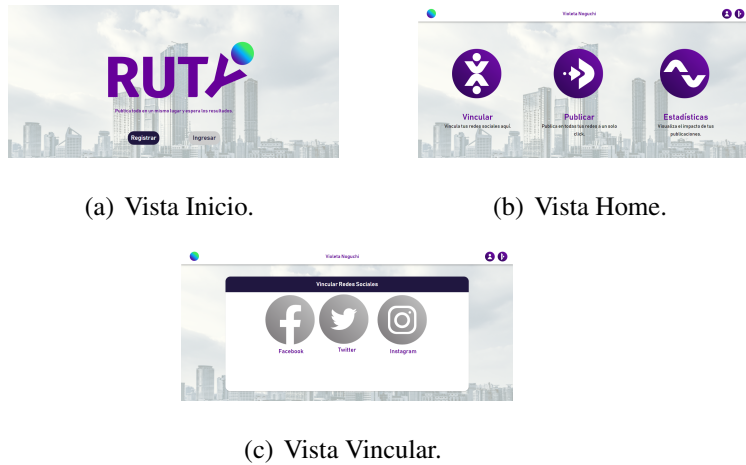 RUTY
Publica todo en un mismo lugar y espera los resultados.
Registrar
Ingresar
(a) Vista Inicio.
Violeta Noguchi
Vincular
Vincula tus redes sociales aquí.
Publicar
Publica en todas tus redes a un solo
click.
Estadísticas
Visualiza el impacto de tus
publicaciones.
(b) Vista Home.
Violeta Noguchi
Vincular Redes Sociales
Facebook
Twitter
Instagram
(c) Vista Vincular.